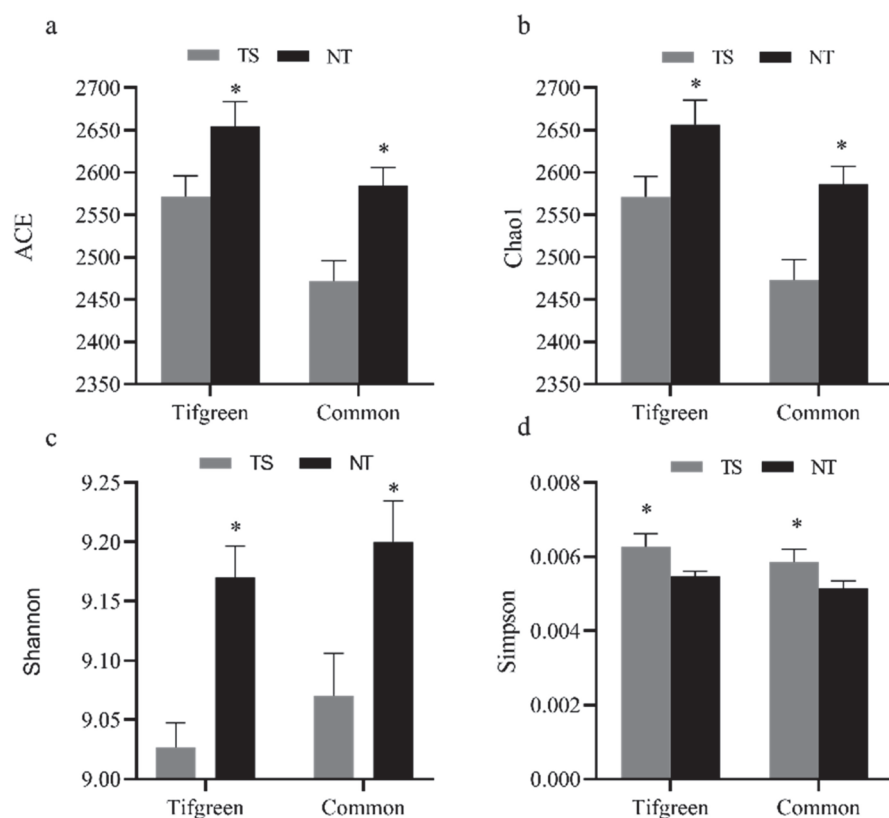 a
TS NT
2700
2650
2600
2550
2500
2450
2400
2350
ACE
*
*
Tifgreen Common
b
TS NT
2700
2650
2600
2550
2500
2450
2400
2350
Chao1
*
*
Tifgreen Common
c
TS NT
9.25
9.20
9.15
9.10
9.05
9.00
Shannon
*
*
Tifgreen Common
d
TS NT
0.008
0.006
0.004
0.002
0.000
Simpson
*
*
Tifgreen Common